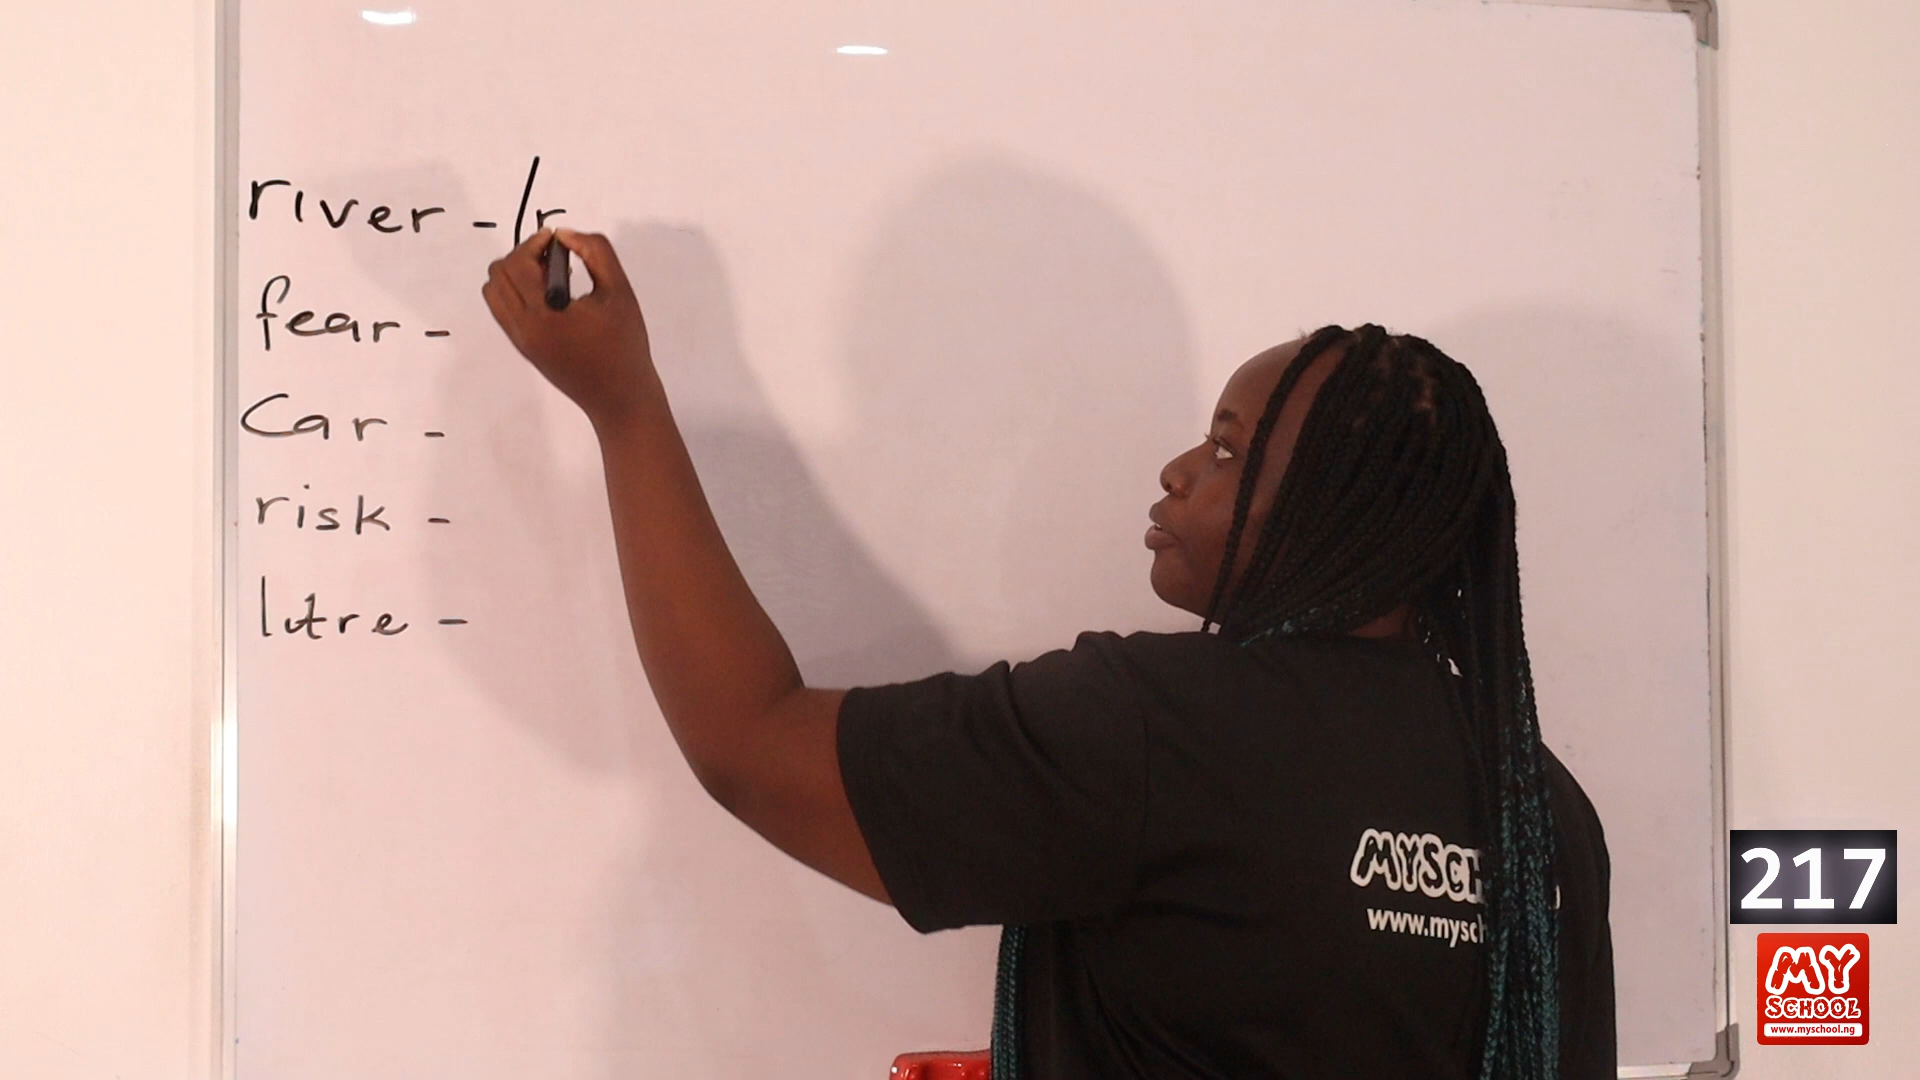 river - /r
fear -
Car -
risk -
litre -
MYSCH
www.mysch
217
MY
SCHOOL
www.myschool.ng